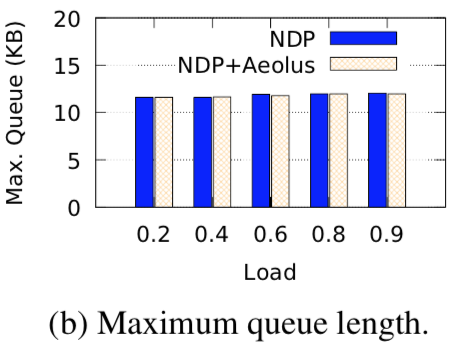 Max. Queue (KB)
20
15
10
5
0
NDP
NDP+Aeolus
0.2 0.4 0.6 0.8 0.9
Load
(b) Maximum queue length.